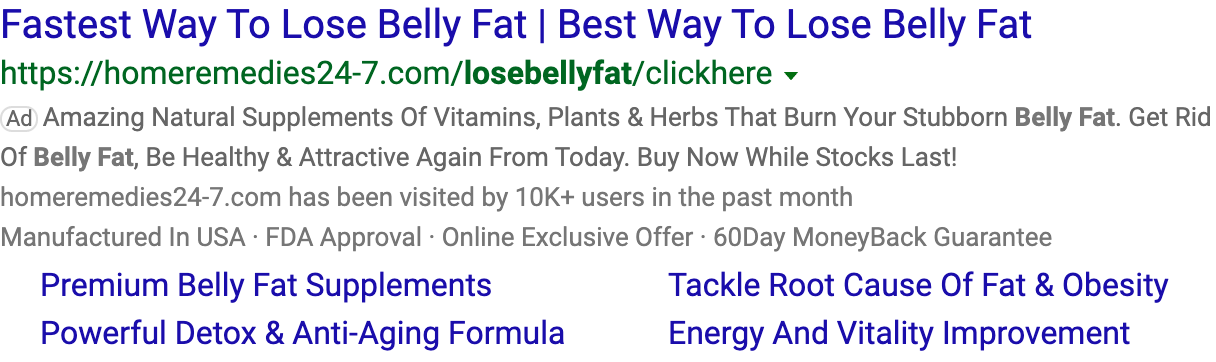 Fastest Way To Lose Belly Fat | Best Way To Lose Belly Fat
https://homeremedies24-7.com/losebellyfat/clickhere
Ad Amazing Natural Supplements Of Vitamins, Plants & Herbs That Burn Your Stubborn Belly Fat. Get Rid
Of Belly Fat, Be Healthy & Attractive Again From Today. Buy Now While Stocks Last!
homeremedies24-7.com has been visited by 10K+ users in the past month
Manufactured In USA · FDA Approval · Online Exclusive Offer · 60Day MoneyBack Guarantee
Premium Belly Fat Supplements Tackle Root Cause Of Fat & Obesity
Powerful Detox & Anti-Aging Formula Energy And Vitality Improvement